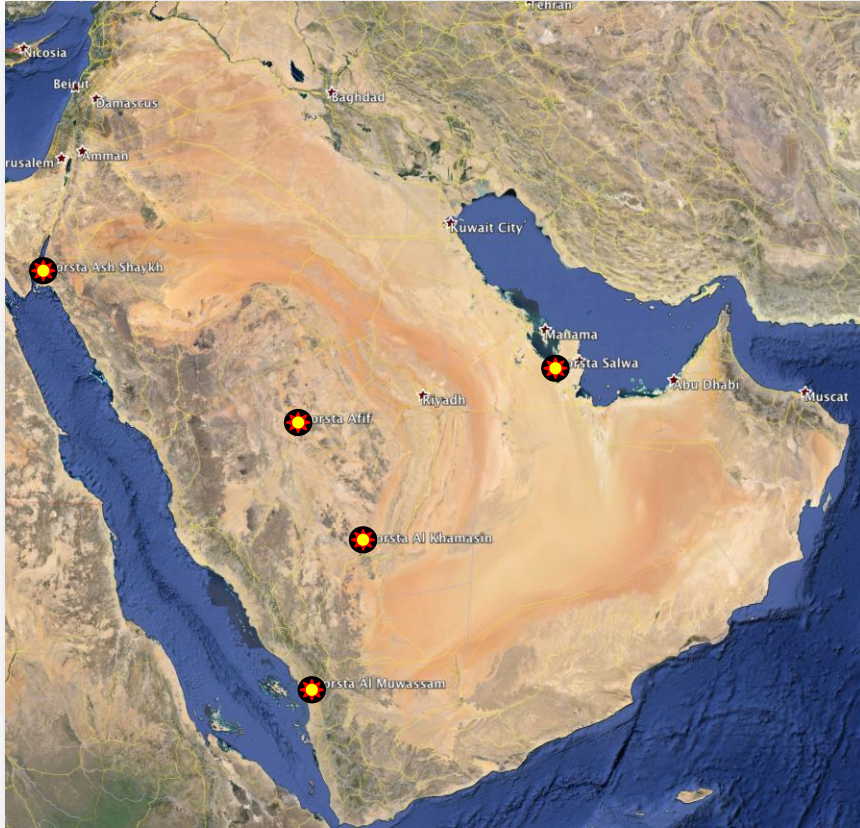 Tehran
Nicosia
Beirut
Damascus
Baghdad
rusalem
Amman
Kuwait City
orsta Ash Shaykh
Manama
orsta Salwa
Abu Dhabi
Muscat
Riyadh
orsta Afif
orsta Al Khamasin
orsta Al Muwassam